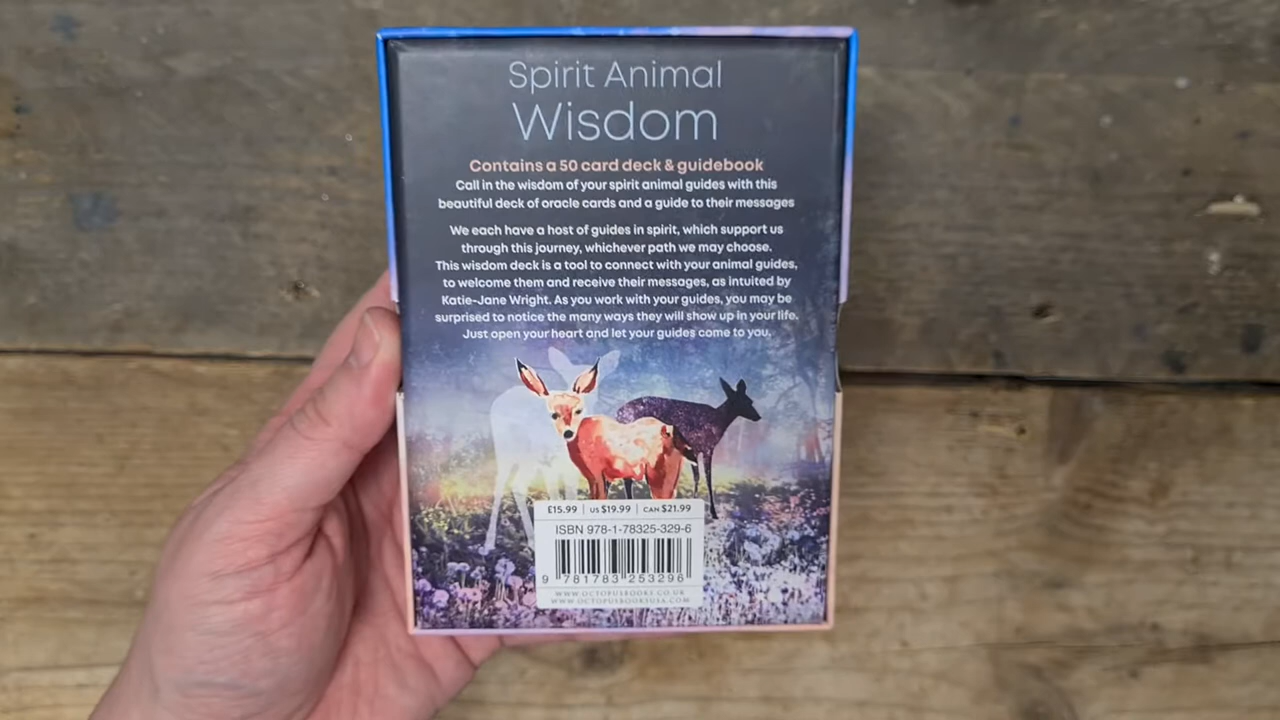 Spirit Animal
Wisdom
Contains a 50 card deck & guidebook
Call in the wisdom of your spirit animal guides with this
beautiful deck of oracle cards and a guide to their messages
We each have a host of guides in spirit, which support us
through this journey, whichever path we may choose.
This wisdom deck is a tool to connect with your animal guides,
to welcome them and receive their messages, as intuited by
Katie-Jane Wright. As you work with your guides, you may be
surprised to notice the many ways they will show up in your life.
Just open your heart and let your guides come to you.
£15.99 | US $19.99 | CAN $21.99
ISBN 978-1-78325-329-6
9 781783 253296
WWW.OCTOPUSBOOKS.CO.UK
WWW.OCTOPUSBOOKSUSA.COM